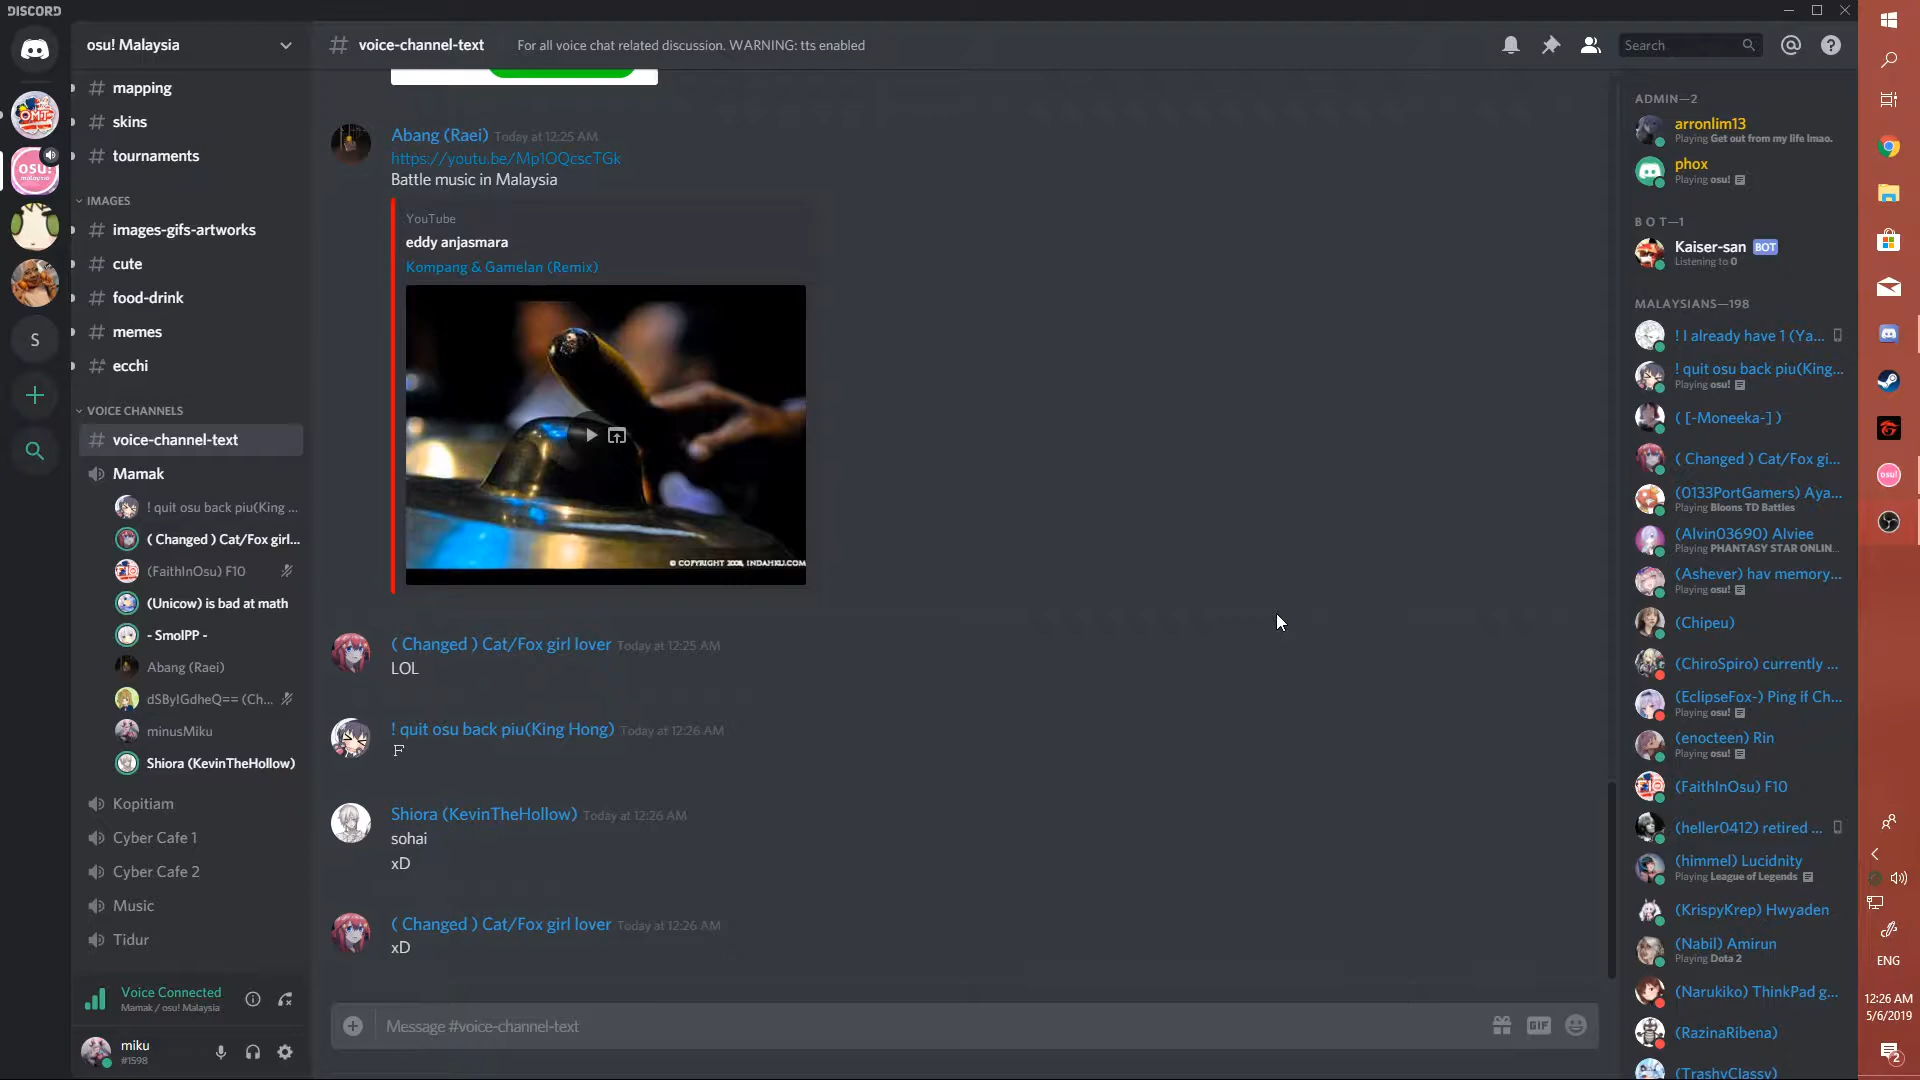 DISCORD
osu! Malaysia
mapping
skins
tournaments
IMAGES
images-gifs-artworks
cute
food-drink
memes
ecchi
VOICE CHANNELS
voice-channel-text
Mamak
! quit osu back piu(King ...
( Changed ) Cat/Fox girl...
(FaithInOsu) F10
(Unicow) is bad at math
- SmolPP -
Abang (Raei)
dSByIGdheQ== (Ch...
minusMiku
Shiora (KevinTheHollow)
Kopitiam
Cyber Cafe 1
Cyber Cafe 2
Music
Tidur
Voice Connected
Mamak / osu! Malaysia
miku
#1598
S
OMT
osu!
malaysia
# voice-channel-text
For all voice chat related discussion. WARNING: tts enabled
Search
Abang (Raei) Today at 12:25 AM
https://youtu.be/Mp1OQcscTGk
Battle music in Malaysia
YouTube
eddy anjasmara
Kompang & Gamelan (Remix)
© COPYRIGHT 2008, INDAHKU.COM
( Changed ) Cat/Fox girl lover Today at 12:25 AM
LOL
! quit osu back piu(King Hong) Today at 12:26 AM
F
Shiora (KevinTheHollow) Today at 12:26 AM
sohai
xD
( Changed ) Cat/Fox girl lover Today at 12:26 AM
xD
Message #voice-channel-text
GIF
ADMIN—2
arronlim13
Playing Get out from my life lmao.
phox
Playing osu!
B O T—1
Kaiser-san BOT
Listening to 0
MALAYSIANS—198
! I already have 1 (Ya...
! quit osu back piu(King...
Playing osu!
( [-Moneeka-] )
( Changed ) Cat/Fox gi...
(0133PortGamers) Aya...
Playing Bloons TD Battles
(Alvin03690) Alviee
Playing PHANTASY STAR ONLIN...
(Ashever) hav memory...
Playing osu!
(Chipeu)
(ChiroSpiro) currently ...
(EclipseFox-) Ping if Ch...
Playing osu!
(enocteen) Rin
Playing osu!
(FaithInOsu) F10
(heller0412) retired ...
(himmel) Lucidnity
Playing League of Legends
(KrispyKrep) Hwyaden
(Nabil) Amirun
Playing Dota 2
(Narukiko) ThinkPad g...
(RazinaRibena)
(TrashyClassy)
osu!
ENG
12:26 AM
5/6/2019
2